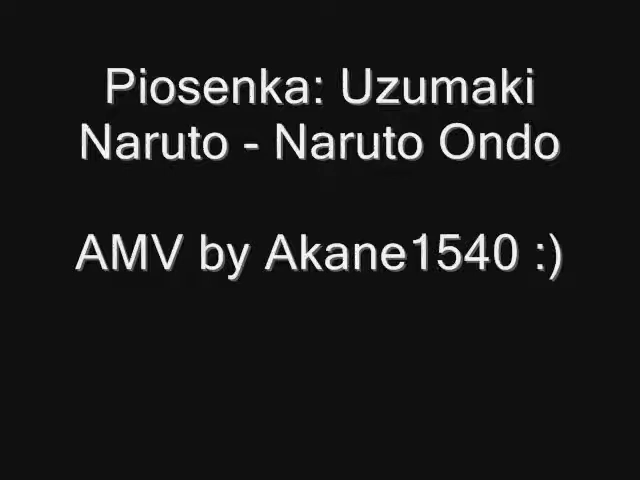 Piosenka: Uzumaki
Naruto - Naruto Ondo
AMV by Akane1540 :)